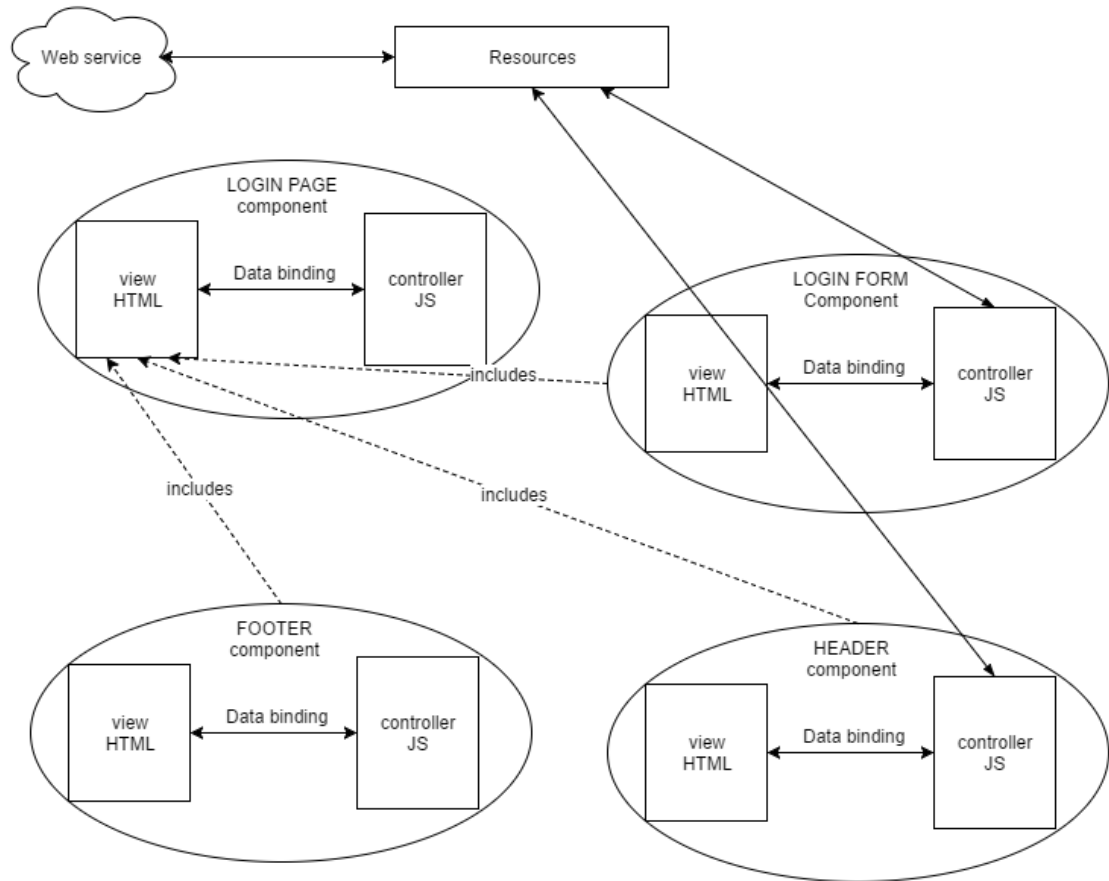 Web service
Resources
LOGIN PAGE
component
view
HTML
Data binding
controller
JS
LOGIN FORM
Component
view
HTML
Data binding
controller
JS
includes
includes
includes
FOOTER
component
view
HTML
Data binding
controller
JS
HEADER
component
view
HTML
Data binding
controller
JS